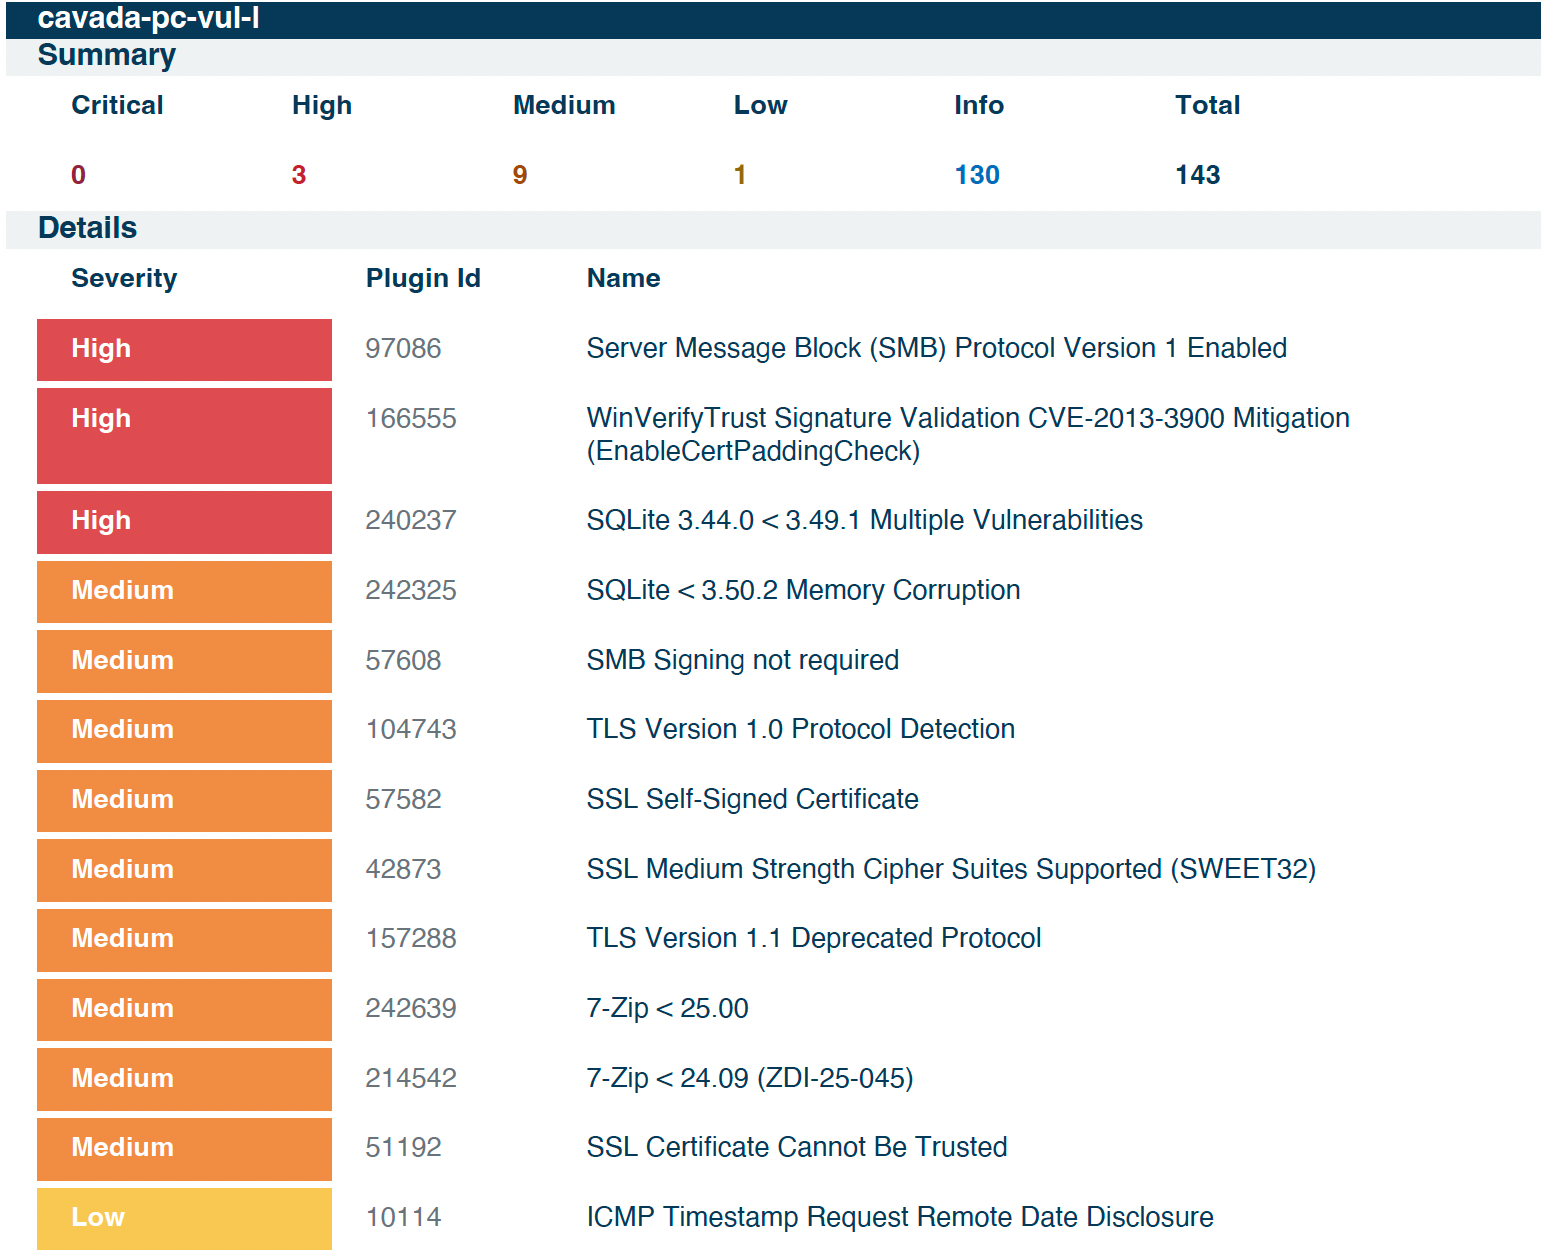 cavada-pc-vul-l
Summary
Critical High Medium Low Info Total
0 3 9 1 130 143
Details
Severity Plugin Id Name
High 97086 Server Message Block (SMB) Protocol Version 1 Enabled
High 166555 WinVerifyTrust Signature Validation CVE-2013-3900 Mitigation
(EnableCertPaddingCheck)
High 240237 SQLite 3.44.0 < 3.49.1 Multiple Vulnerabilities
Medium 242325 SQLite < 3.50.2 Memory Corruption
Medium 57608 SMB Signing not required
Medium 104743 TLS Version 1.0 Protocol Detection
Medium 57582 SSL Self-Signed Certificate
Medium 42873 SSL Medium Strength Cipher Suites Supported (SWEET32)
Medium 157288 TLS Version 1.1 Deprecated Protocol
Medium 242639 7-Zip < 25.00
Medium 214542 7-Zip < 24.09 (ZDI-25-045)
Medium 51192 SSL Certificate Cannot Be Trusted
Low 10114 ICMP Timestamp Request Remote Date Disclosure